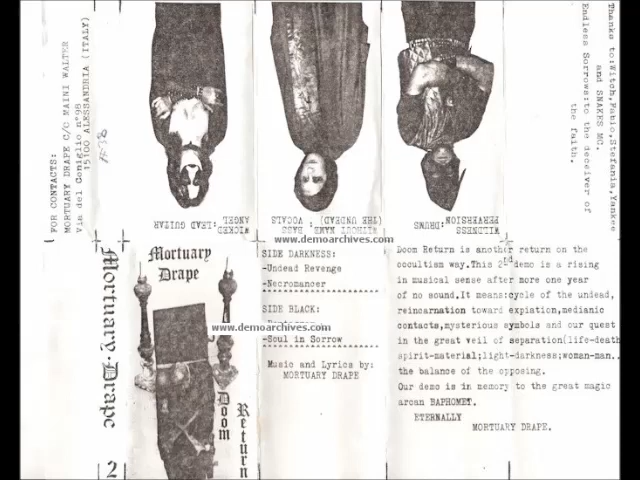 FOR CONTACTS:
MORTUARY DRAPE C/C MAINI WALTER
Via del Coniglio n°98
15100 ALESSANDRIA (ITALY)
WICKED
ANGEL
:LEAD GUITAR
WITHOUT NAME
(THE UNDEAD)
: BASS
VOCALS
WILDNESS
PERVERSION
:DRUMS
Thanks to:Witch,Fabio,Stefania,Yankee
and SNAKES MC.
Endless Sorrows:to the deceiver of
the faith.
www.demoarchives.com
Mortuary·Drape
2
Mortuary
Drape
Doom
Return
www.demoarchives.com
SIDE DARKNESS:
-Undead Revenge
-Necromancer
SIDE BLACK:
-Soul in Sorrow
Music and Lyrics by:
MORTUARY DRAPE
Doom Return is another return on the
occultism way.This 2nd demo is a rising
in musical sense after more one year
of no sound.It means:cycle of the undead,
reincarnation toward expiation,medianic
contacts,mysterious symbols and our quest
in the great veil of separation(life-death
spirit-material;light-darkness;woman-man..
the balance of the opposing.
Our demo is in memory to the great magic
arcan BAPHOMET.
ETERNALLY
MORTUARY DRAPE.